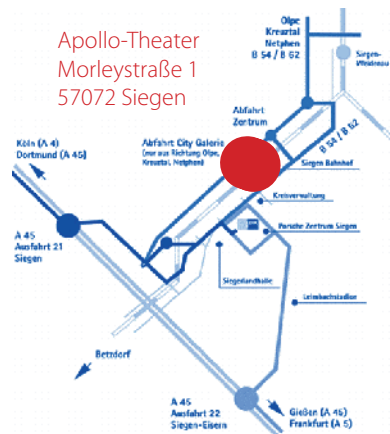 Apollo-Theater
Morleystraße 1
57072 Siegen
Olpe
Kreuztal
Netphen
B 54 / B 62
Siegen-
Weidenau
Abfahrt
Zentrum
B 54 / B 62
Köln (A 4)
Dortmund (A 45)
Abfahrt City Galerie
(nur aus Richtung Olpe,
Kreuztal, Netphen)
Siegen Bahnhof
Kreisverwaltung
Porsche Zentrum Siegen
A 45
Ausfahrt 21
Siegen
Siegerlandhalle
Leimbachstadion
Betzdorf
A 45
Ausfahrt 22
Siegen-Eisern
Gießen (A 45)
Frankfurt (A 5)